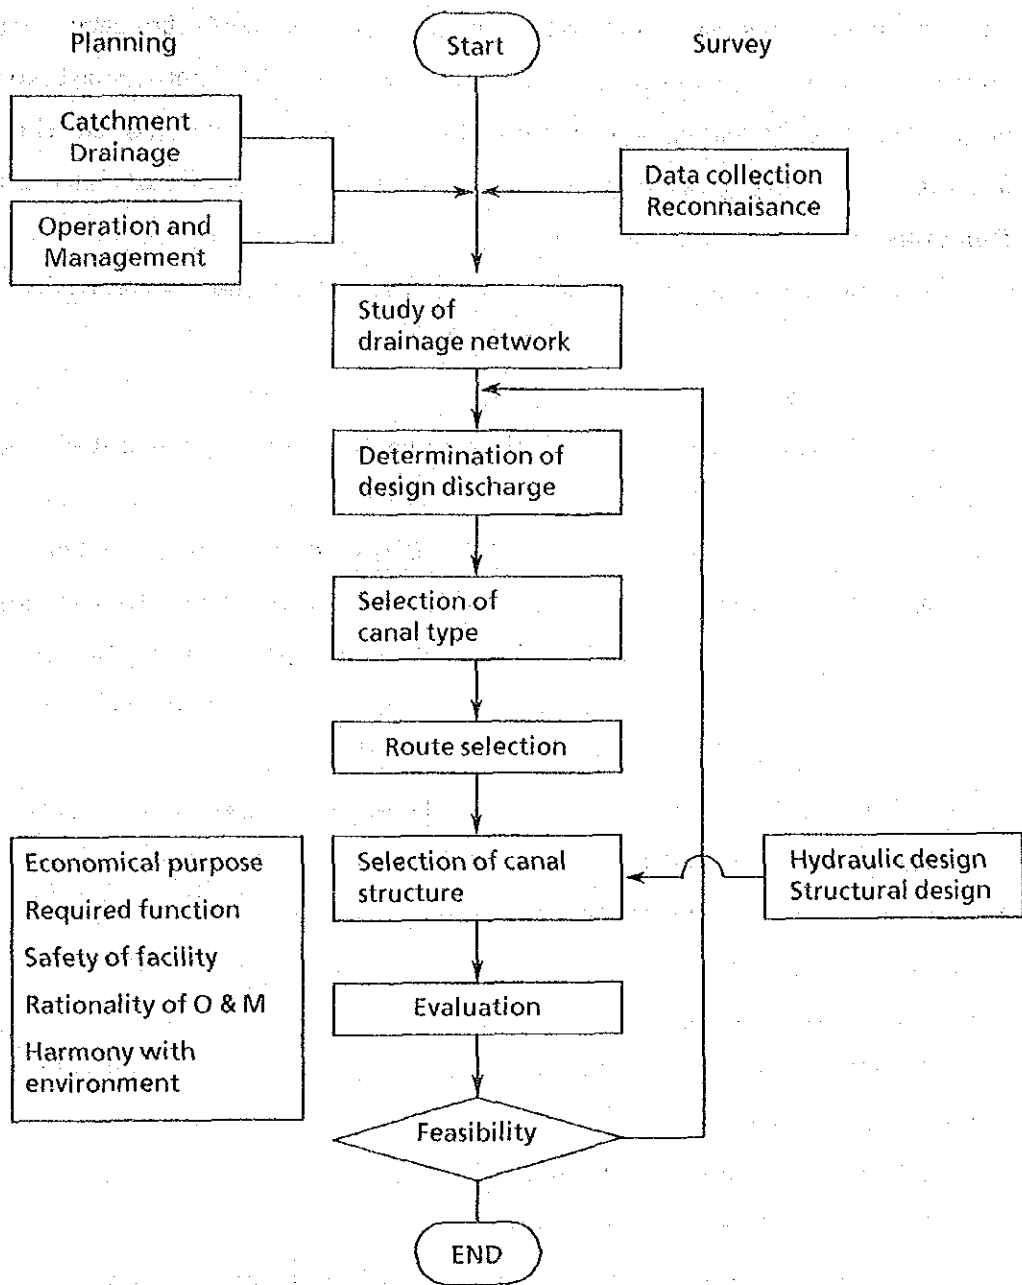 Planning
Start
Survey
Catchment
Drainage
Operation and
Management
Data collection
Reconnaisance
Study of
drainage network
Determination of
design discharge
Selection of
canal type
Route selection
Economical purpose
Required function
Safety of facility
Rationality of O & M
Harmony with
environment
Selection of canal
structure
Hydraulic design
Structural design
Evaluation
Feasibility
END